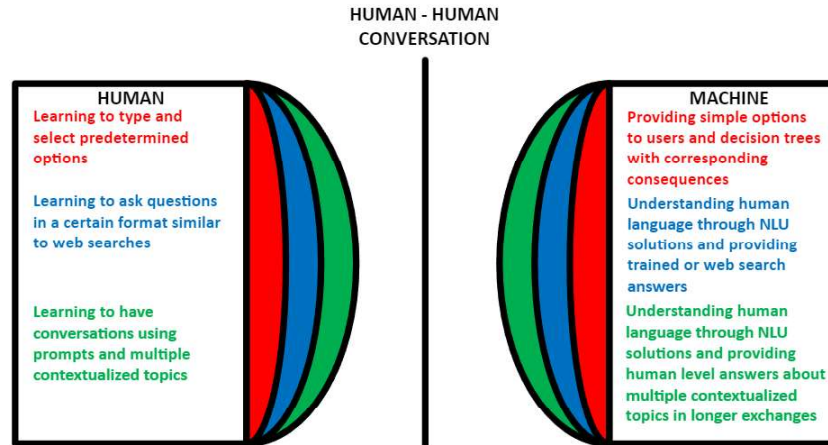 HUMAN - HUMAN
CONVERSATION
HUMAN
Learning to type and
select predetermined
options
Learning to ask questions
in a certain format similar
to web searches
Learning to have
conversations using
prompts and multiple
contextualized topics
MACHINE
Providing simple options
to users and decision trees
with corresponding
consequences
Understanding human
language through NLU
solutions and providing
trained or web search
answers
Understanding human
language through NLU
solutions and providing
human level answers about
multiple contextualized
topics in longer exchanges